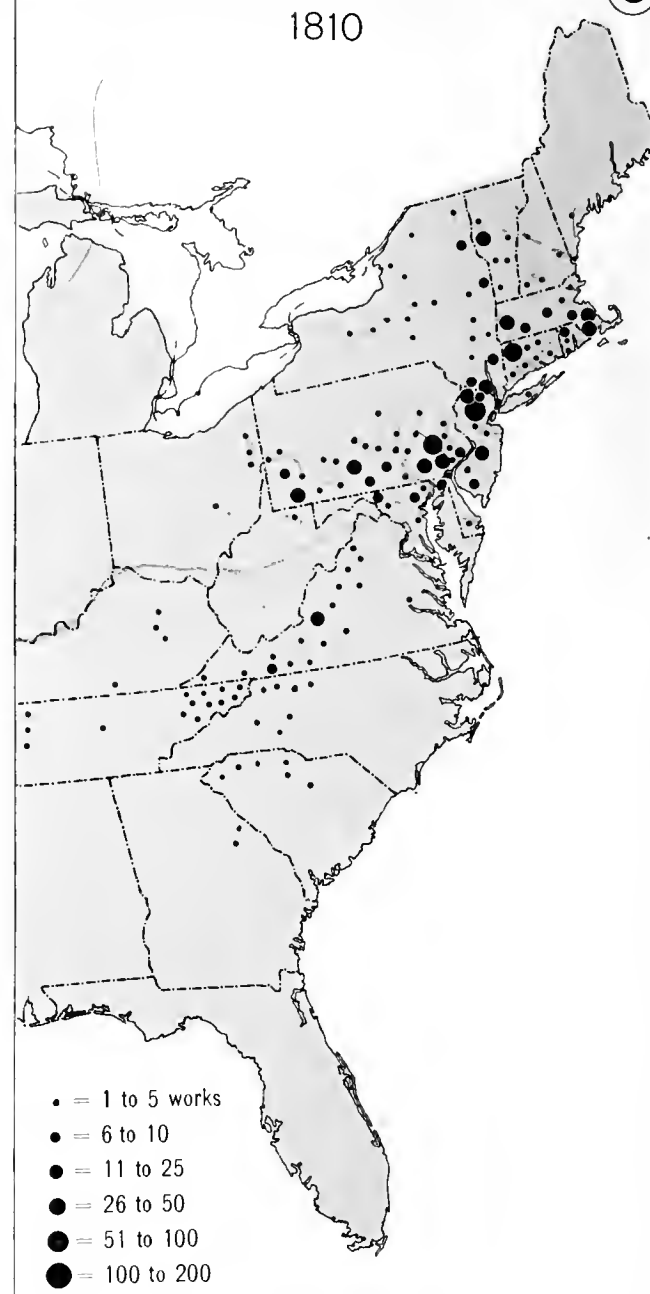 1810
• = 1 to 5 works
• = 6 to 10
• = 11 to 25
• = 26 to 50
• = 51 to 100
• = 100 to 200